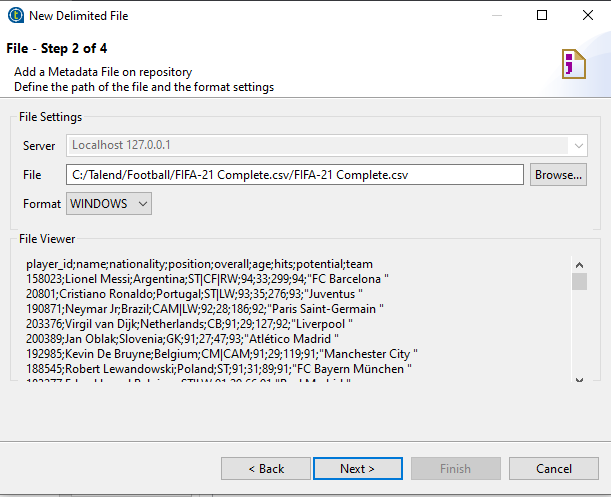 New Delimited File
File - Step 2 of 4
Add a Metadata File on repository
Define the path of the file and the format settings
File Settings
Server Localhost 127.0.0.1
File C:/Talend/Football/FIFA-21 Complete.csv/FIFA-21 Complete.csv Browse...
Format WINDOWS
File Viewer
player_id;name;nationality;position;overall;age;hits;potential;team
158023;Lionel Messi;Argentina;ST|CF|RW;94;33;299;94;"FC Barcelona "
20801;Cristiano Ronaldo;Portugal;ST|LW;93;35;276;93;"Juventus "
190871;Neymar Jr;Brazil;CAM|LW;92;28;186;92;"Paris Saint-Germain "
203376;Virgil van Dijk;Netherlands;CB;91;29;127;92;"Liverpool "
200389;Jan Oblak;Slovenia;GK;91;27;47;93;"Atlético Madrid "
192985;Kevin De Bruyne;Belgium;CM|CAM;91;29;119;91;"Manchester City "
188545;Robert Lewandowski;Poland;ST;91;31;89;91;"FC Bayern München "
< Back Next > Finish Cancel